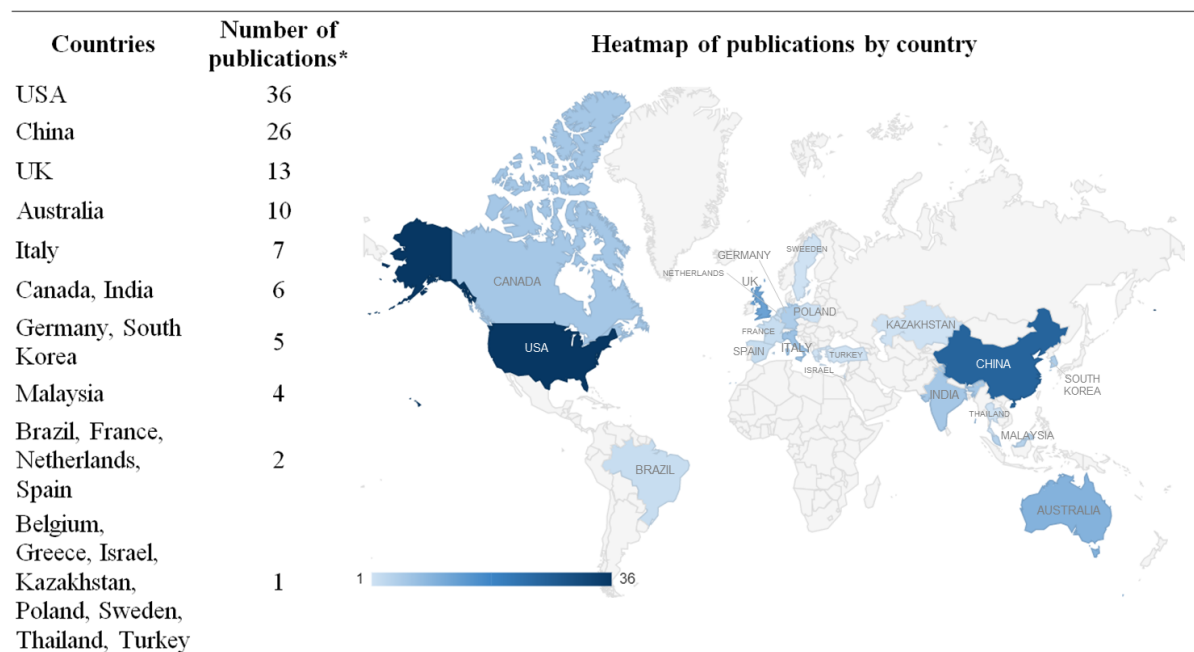 Countries
Number of
publications*
Heatmap of publications by country
USA 36
China 26
UK 13
Australia 10
Italy 7
Canada, India 6
Germany, South
Korea
5
Malaysia 4
Brazil, France,
Netherlands,
Spain
2
Belgium,
Greece, Israel,
Kazakhstan,
Poland, Sweden,
Thailand, Turkey
1
CANADA
USA
BRAZIL
SWEEDEN
GERMANY
NETHERLANDS
UK
POLAND
FRANCE
ITALY
SPAIN
TURKEY
ISRAEL
KAZAKHSTAN
CHINA
SOUTH
KOREA
INDIA
THAILAND
MALAYSIA
AUSTRALIA
1 36